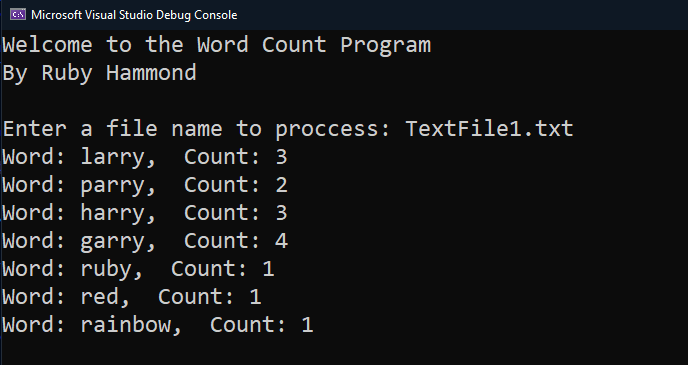 Microsoft Visual Studio Debug Console
Welcome to the Word Count Program
By Ruby Hammond
Enter a file name to proccess: TextFile1.txt
Word: larry,  Count: 3
Word: parry,  Count: 2
Word: harry,  Count: 3
Word: garry,  Count: 4
Word: ruby,  Count: 1
Word: red,  Count: 1
Word: rainbow,  Count: 1